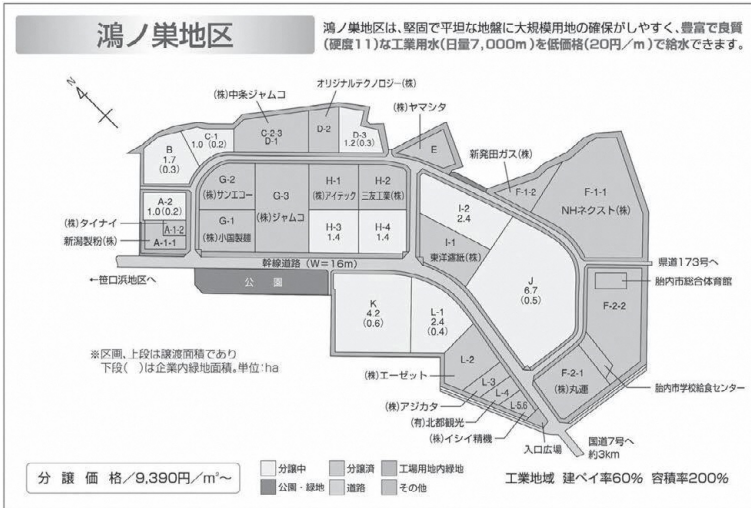 鴻ノ巣地区
鴻ノ巣地区は、堅固で平坦な地盤に大規模用地の確保がしやすく、豊富で良質
(硬度11)な工業用水(日量7,000m)を低価格(20円／m)で給水できます。
N
(株)中条ジャムコ
オリジナルテクノロジー(株)
(株)ヤマシタ
新発田ガス(株)
B
1.7
(0.3)
C-1
1.0 (0.2)
C-2·3
D-1
D-2
D-3
1.2(0.3)
E
F-1-2
F-1-1
NHネクスト(株)
A-2
1.0(0.2)
(株)タイナイ
A-1-2
新潟製粉(株)
A-1-1
G-2
(株)サンエコー
G-1
(株)小国製麺
G-3
(株)ジャムコ
H-1
(株)アイテック
H-2
三友工業(株)
H-3
1.4
H-4
1.4
I-2
2.4
I-1
東洋濾紙(株)
J
6.7
(0.5)
幹線道路 (W=16m)
←笹口浜地区へ
公園
県道173号へ
胎内市総合体育館
F-2-2
K
4.2
(0.6)
L-1
2.4
(0.4)
L-2
L-3
L-4
L-5.6
F-2-1
(株)丸運
胎内市学校給食センター
(株)エーゼット
(株)アジカタ
(有)北都観光
(株)イシイ精機
入口広場
国道7号へ
約3km
※区画、上段は譲渡面積であり
下段( )は企業内緑地面積。単位:ha
分譲価格／9,390円／㎡～
分譲中
分譲済
工場用地内緑地
公園・緑地
道路
その他
工業地域 建ペイ率60% 容積率200%